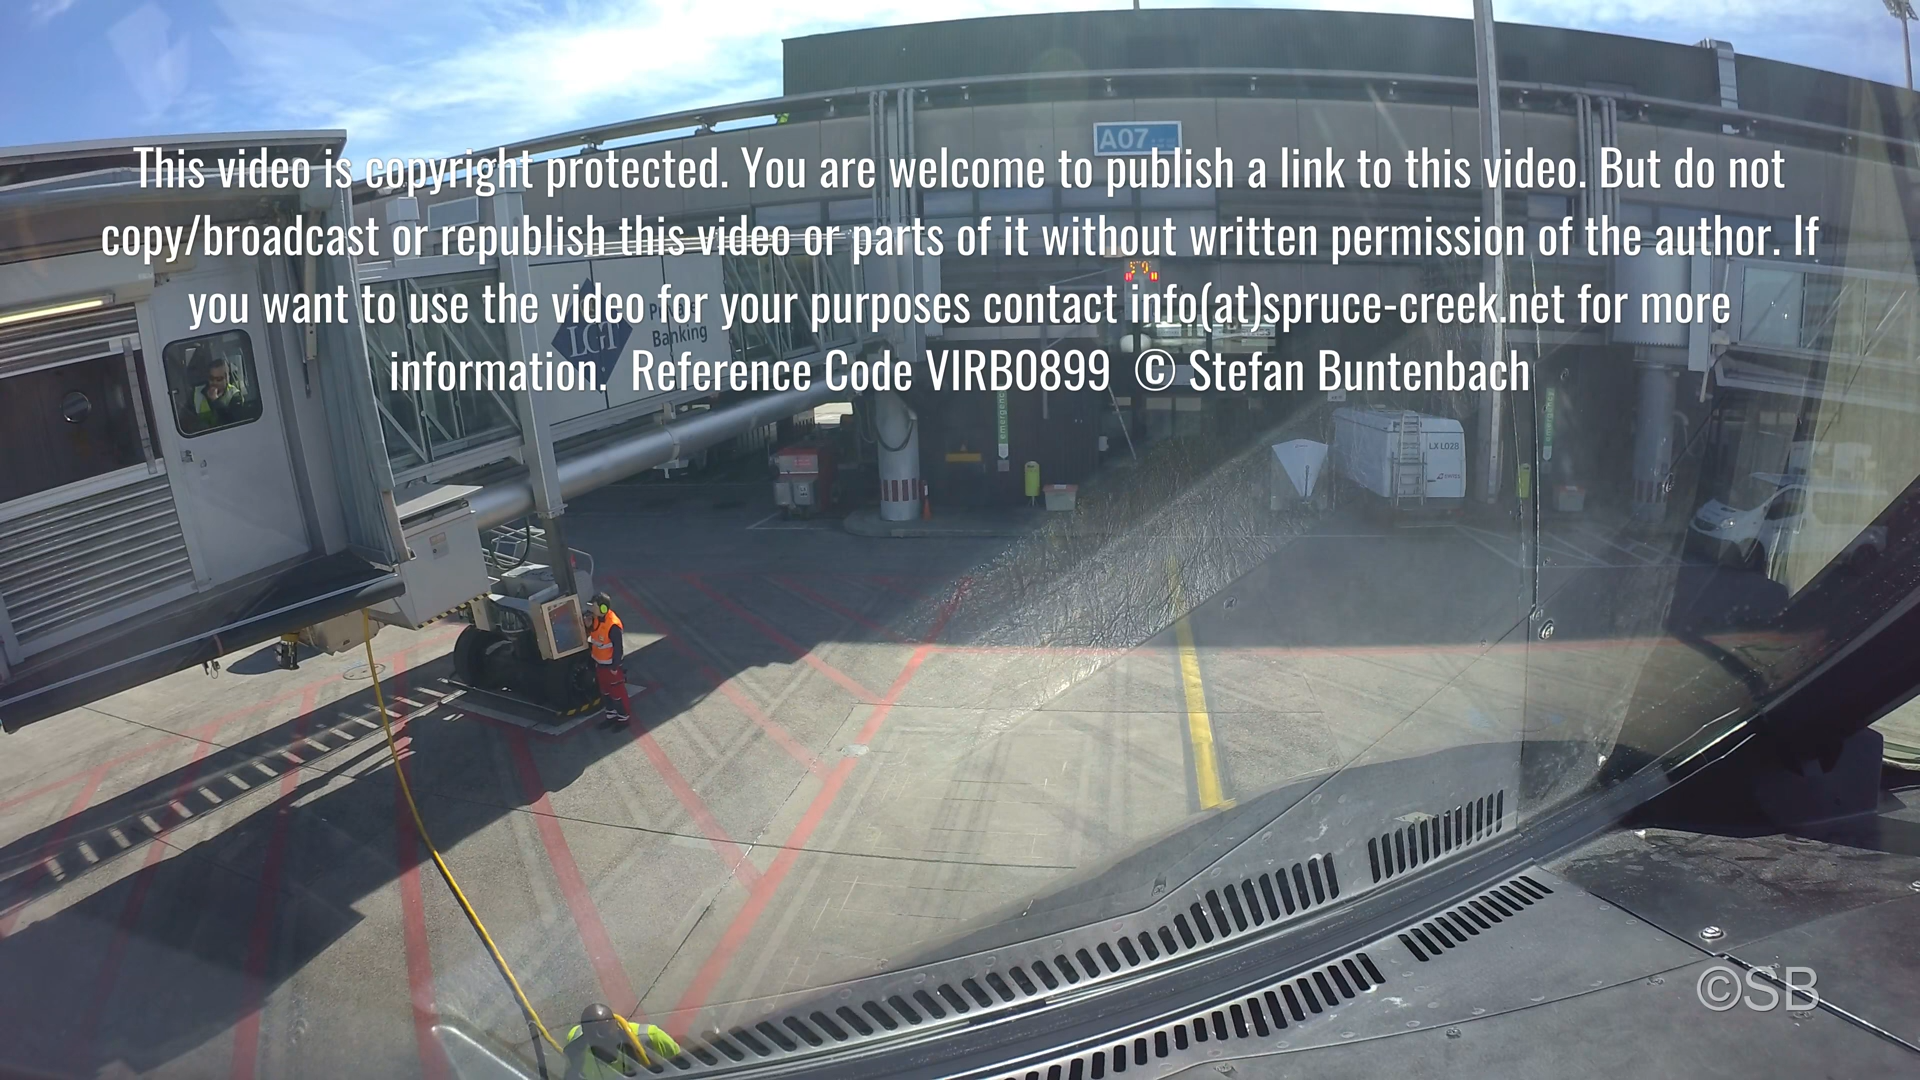 A07
This video is copyright protected. You are welcome to publish a link to this video. But do not
copy/broadcast or republish this video or parts of it without written permission of the author. If
you want to use the video for your purposes contact info(at)spruce-creek.net for more
information.  Reference Code VIRB0899  © Stefan Buntenbach
LGT
Private
Banking
emergency
emergency
LX L028
©SB